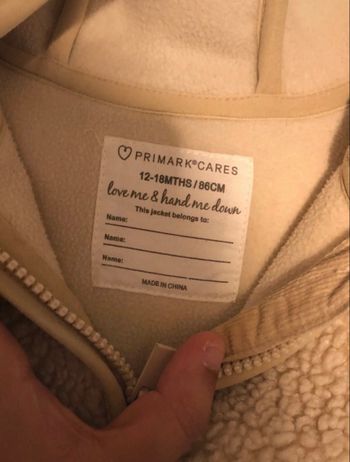 PRIMARK®CARES
12-18MTHS / 86CM
love me & hand me down
This jacket belongs to:
Name:
Name:
Name:
MADE IN CHINA